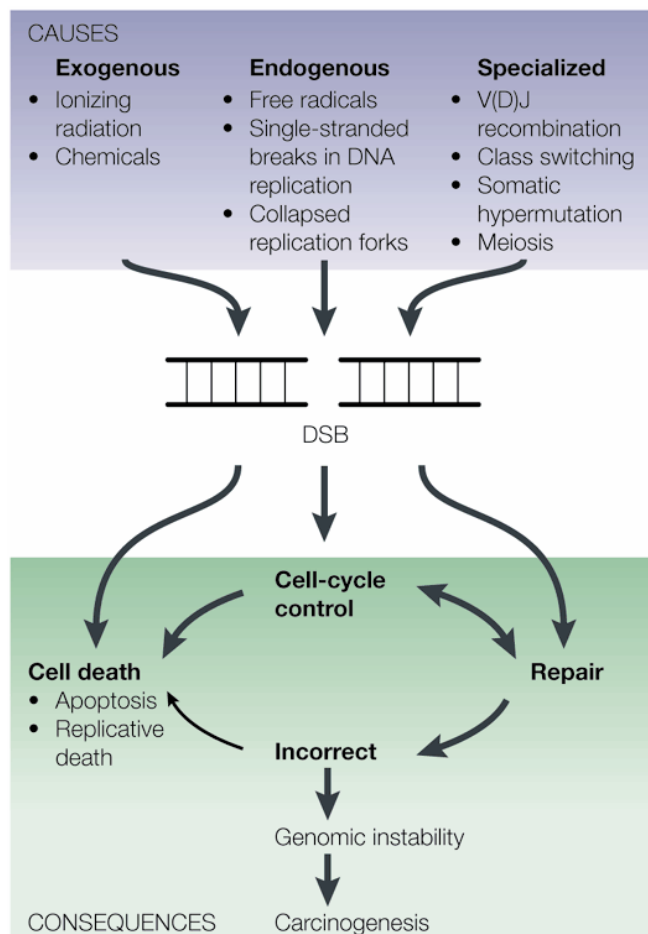 CAUSES
Exogenous
• Ionizing
radiation
• Chemicals
Endogenous
• Free radicals
• Single-stranded
breaks in DNA
replication
• Collapsed
replication forks
Specialized
• V(D)J
recombination
• Class switching
• Somatic
hypermutation
• Meiosis
DSB
Cell-cycle
control
Cell death
• Apoptosis
• Replicative
death
Repair
Incorrect
Genomic instability
CONSEQUENCES
Carcinogenesis